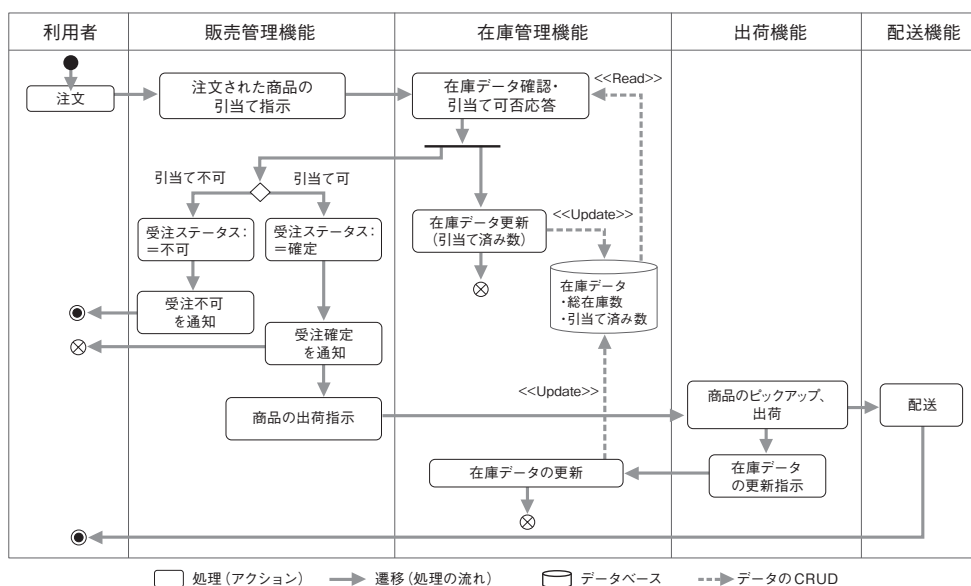 利用者
販売管理機能
在庫管理機能
出荷機能
配送機能
注文
注文された商品の
引当て指示
在庫データ確認・
引当て可否応答
<<Read>>
引当て不可
引当て可
受注ステータス:
＝不可
受注ステータス:
＝確定
在庫データ更新
(引当て済み数)
<<Update>>
在庫データ
・総在庫数
・引当て済み数
受注不可
を通知
受注確定
を通知
<<Update>>
商品の出荷指示
商品のピックアップ、
出荷
配送
在庫データの更新
在庫データ
の更新指示
処理(アクション)
遷移(処理の流れ)
データベース
データのCRUD